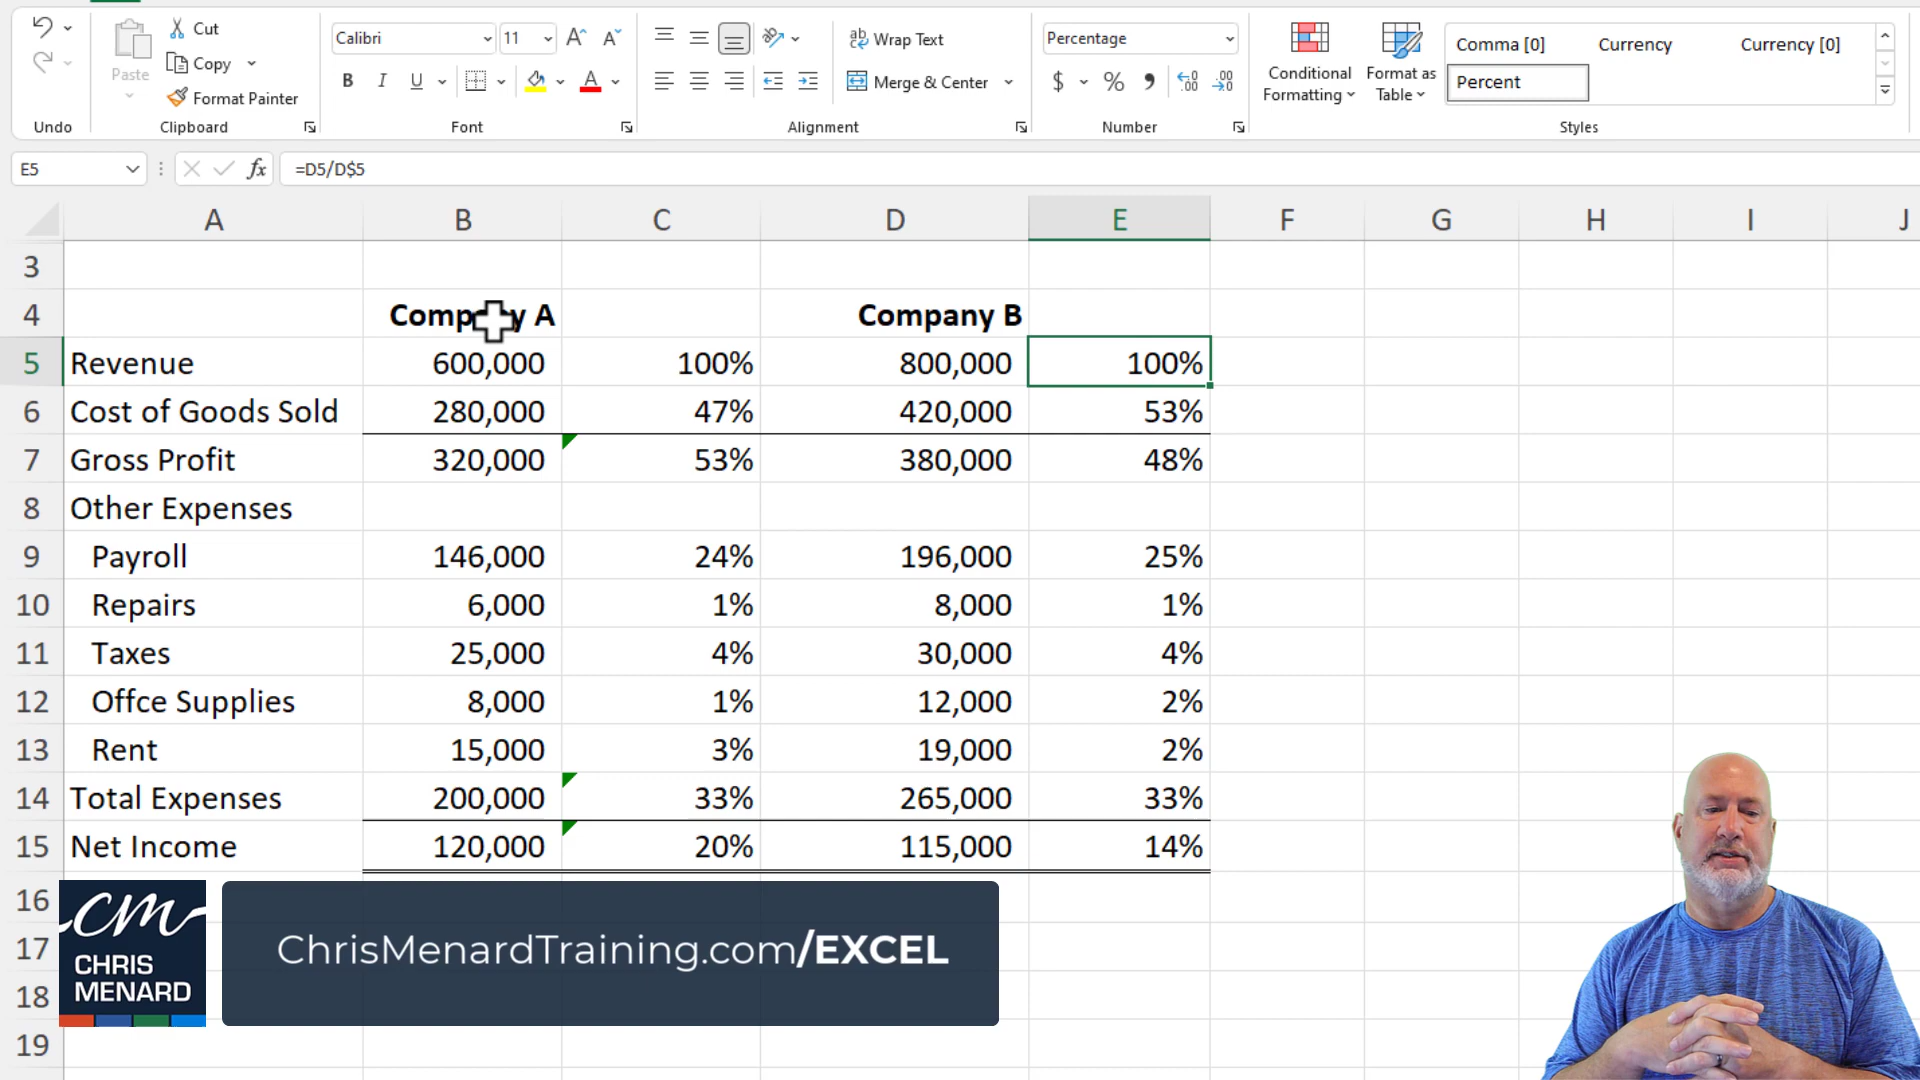 Cut
Paste
Copy
Format Painter
Undo
Clipboard
Calibri
11
B I U
A
Font
ab Wrap Text
Merge & Center
Alignment
Percentage
$ % 9
Number
Conditional
Formatting
Format as
Table
Comma [0] Currency Currency [0]
Percent
Styles
E5 fx =D5/D$5
A B C D E F G H I J
3
4 Company A Company B
5 Revenue 600,000 100% 800,000 100%
6 Cost of Goods Sold 280,000 47% 420,000 53%
7 Gross Profit 320,000 53% 380,000 48%
8 Other Expenses
9 Payroll 146,000 24% 196,000 25%
10 Repairs 6,000 1% 8,000 1%
11 Taxes 25,000 4% 30,000 4%
12 Offce Supplies 8,000 1% 12,000 2%
13 Rent 15,000 3% 19,000 2%
14 Total Expenses 200,000 33% 265,000 33%
15 Net Income 120,000 20% 115,000 14%
16
17
18
19
cm
CHRIS
MENARD
ChrisMenardTraining.com/EXCEL